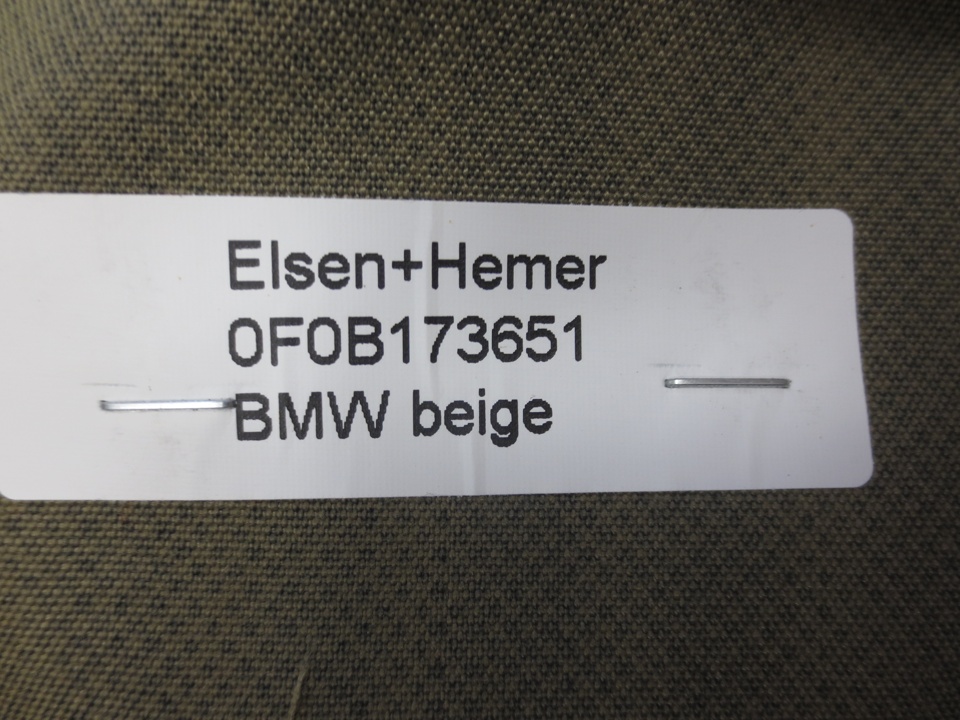 Elsen+Hemer
0F0B173651
BMW beige